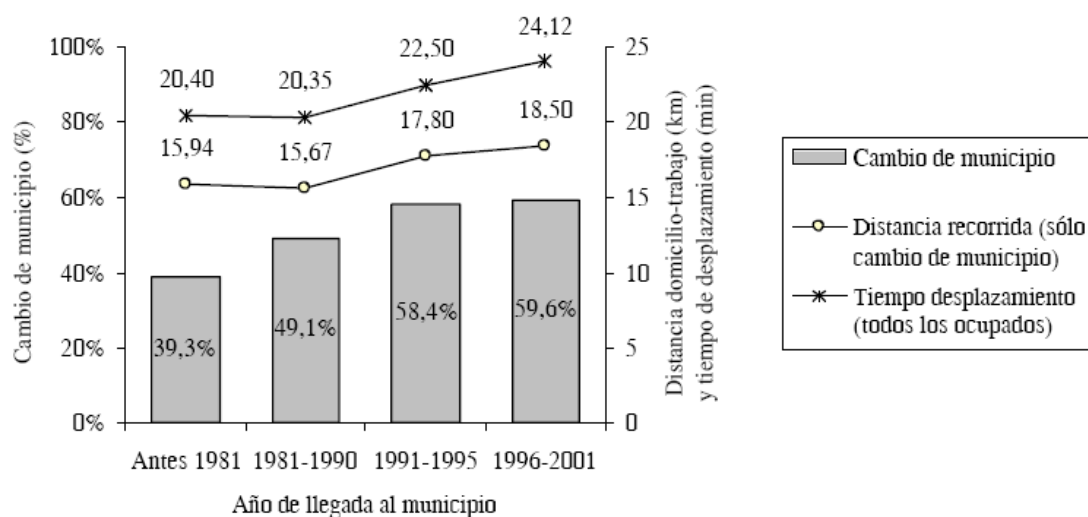 24,12
100%
22,50
25
20,40
20,35
80%
18,50
20
17,80
15,94
15,67
60%
15
40%
10
59,6%
58,4%
49,1%
39,3%
20%
5
0%
0
Antes 1981 1981-1990 1991-1995 1996-2001
Año de llegada al municipio
Cambio de municipio (%)
Distancia domicilio-trabajo (km)
y tiempo de desplazamiento (min)
Cambio de municipio
Distancia recorrida (sólo
cambio de municipio)
Tiempo desplazamiento
(todos los ocupados)